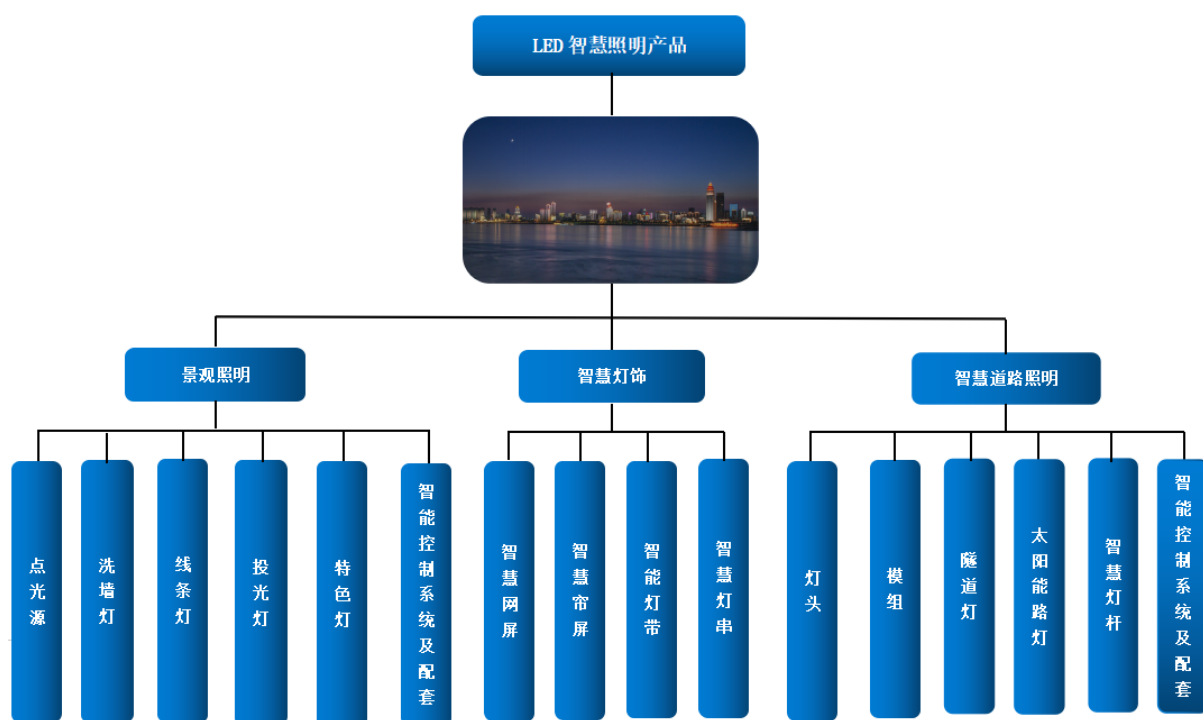 LED 智慧照明产品
景观照明
智慧灯饰
智慧道路照明
点光源
洗墙灯
线条灯
投光灯
特色灯
智能控制系统及配套
智慧网屏
智慧帘屏
智能灯带
智慧灯串
灯头
模组
隧道灯
太阳能路灯
智慧灯杆
智能控制系统及配套